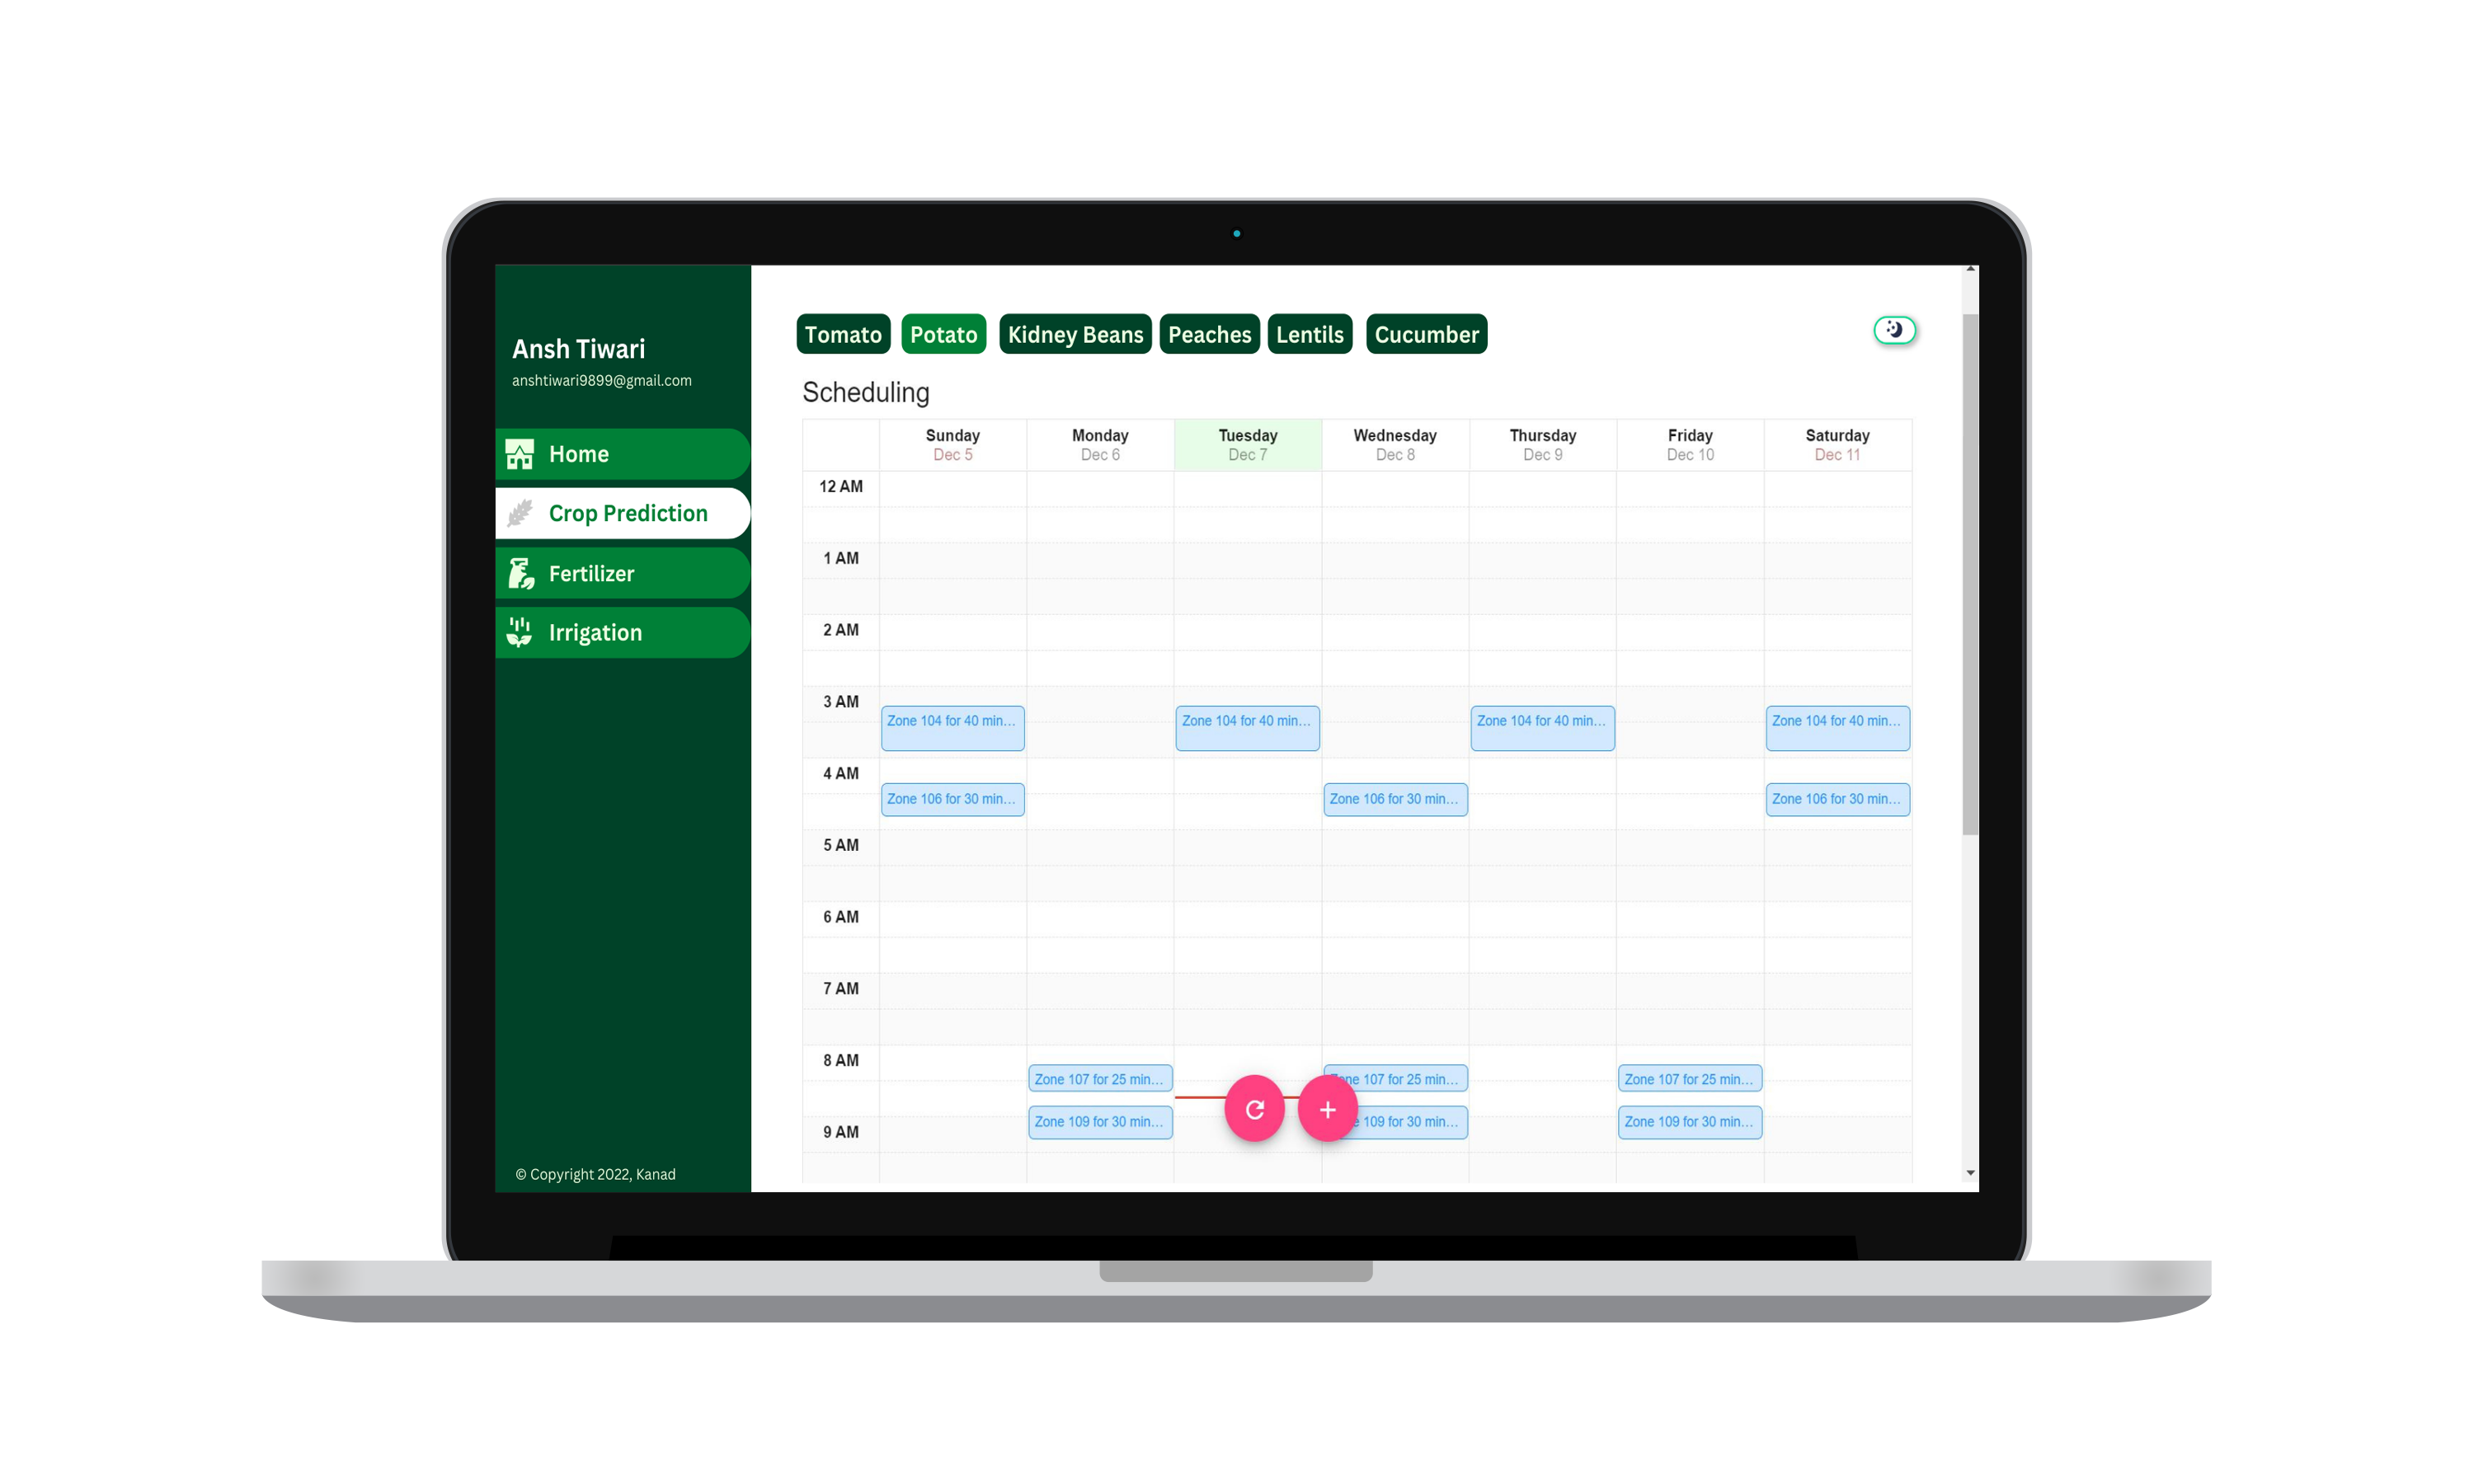 Ansh Tiwari
anshtiwari9899@gmail.com
Home
Crop Prediction
Fertilizer
Irrigation
© Copyright 2022, Kanad
Tomato Potato Kidney Beans Peaches Lentils Cucumber
Scheduling
Sunday Monday Tuesday Wednesday Thursday Friday Saturday
Dec 5 Dec 6 Dec 7 Dec 8 Dec 9 Dec 10 Dec 11
12 AM
1 AM
2 AM
3 AM
Zone 104 for 40 min... Zone 104 for 40 min... Zone 104 for 40 min... Zone 104 for 40 min...
4 AM
Zone 106 for 30 min... Zone 106 for 30 min... Zone 106 for 30 min...
5 AM
6 AM
7 AM
8 AM
Zone 107 for 25 min... 107 for 25 min... Zone 107 for 25 min...
Zone 109 for 30 min... 109 for 30 min... Zone 109 for 30 min...
9 AM